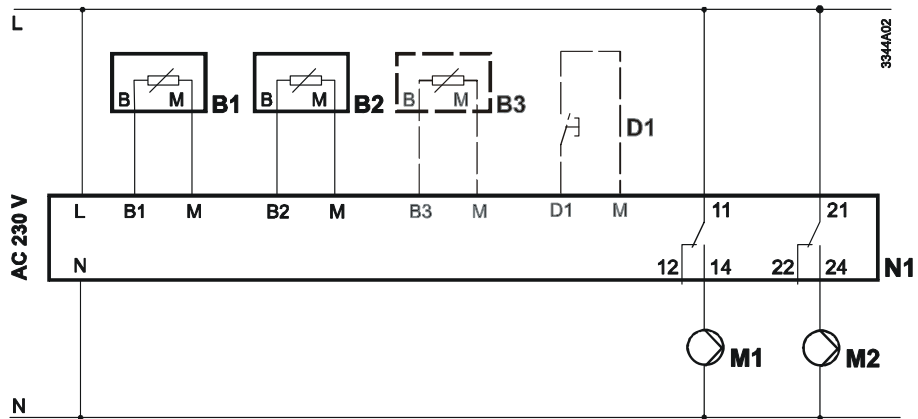 L
3344A02
B M B1
B M B2
B M B3
D1
AC 230 V
L B1 M B2 M B3 M D1 M 11 21
N 12 14 22 24 N1
M1 M2
N